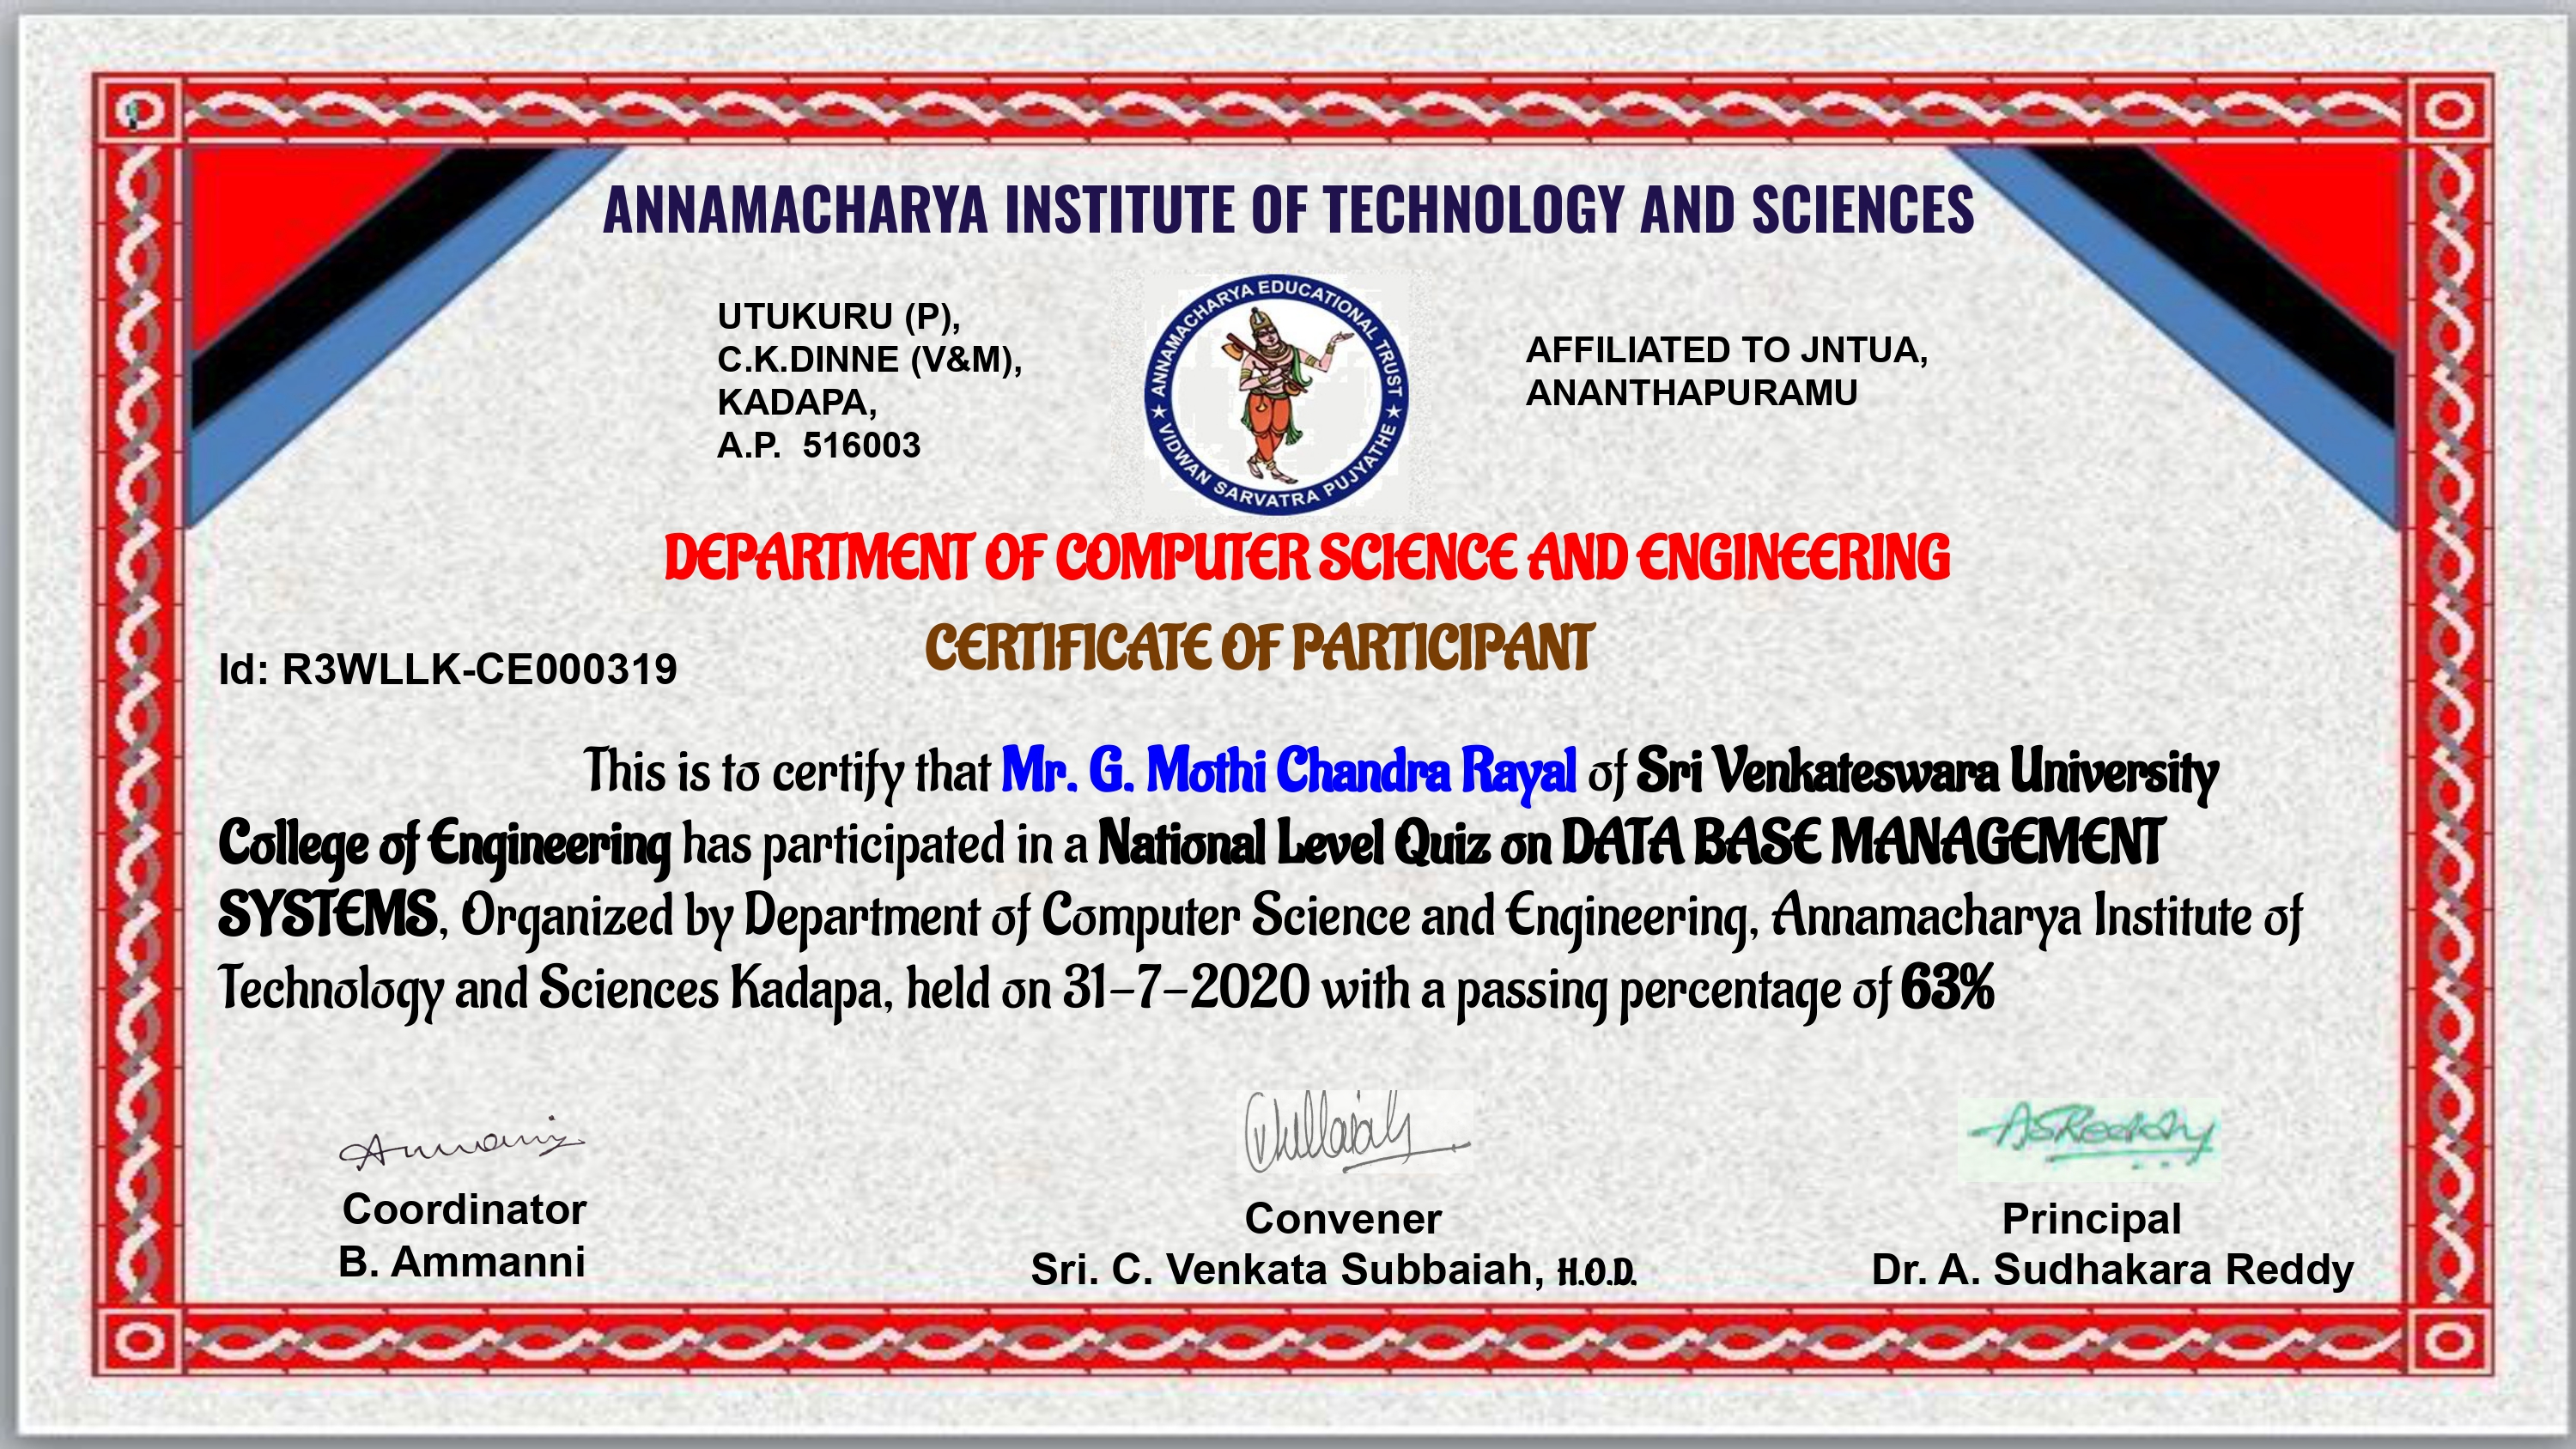 ANNAMACHARYA INSTITUTE OF TECHNOLOGY AND SCIENCES
UTUKURU (P),
C.K.DINNE (V&M),
KADAPA,
A.P. 516003
ANNAMACHARYA EDUCATIONAL TRUST
★ VIDWAN SARVATRA PUJYATHE ★
AFFILIATED TO JNTUA,
ANANTHAPURAMU
DEPARTMENT OF COMPUTER SCIENCE AND ENGINEERING
CERTIFICATE OF PARTICIPANT
Id: R3WLLK-CE000319
This is to certify that Mr. G. Mothi Chandra Rayal of Sri Venkateswara University
College of Engineering has participated in a National Level Quiz on DATA BASE MANAGEMENT
SYSTEMS, Organized by Department of Computer Science and Engineering, Annamacharya Institute of
Technology and Sciences Kadapa, held on 31-7-2020 with a passing percentage of 63%
ASReddy
Coordinator
B. Ammanni
Convener
Sri. C. Venkata Subbaiah, H.O.D.
Principal
Dr. A. Sudhakara Reddy